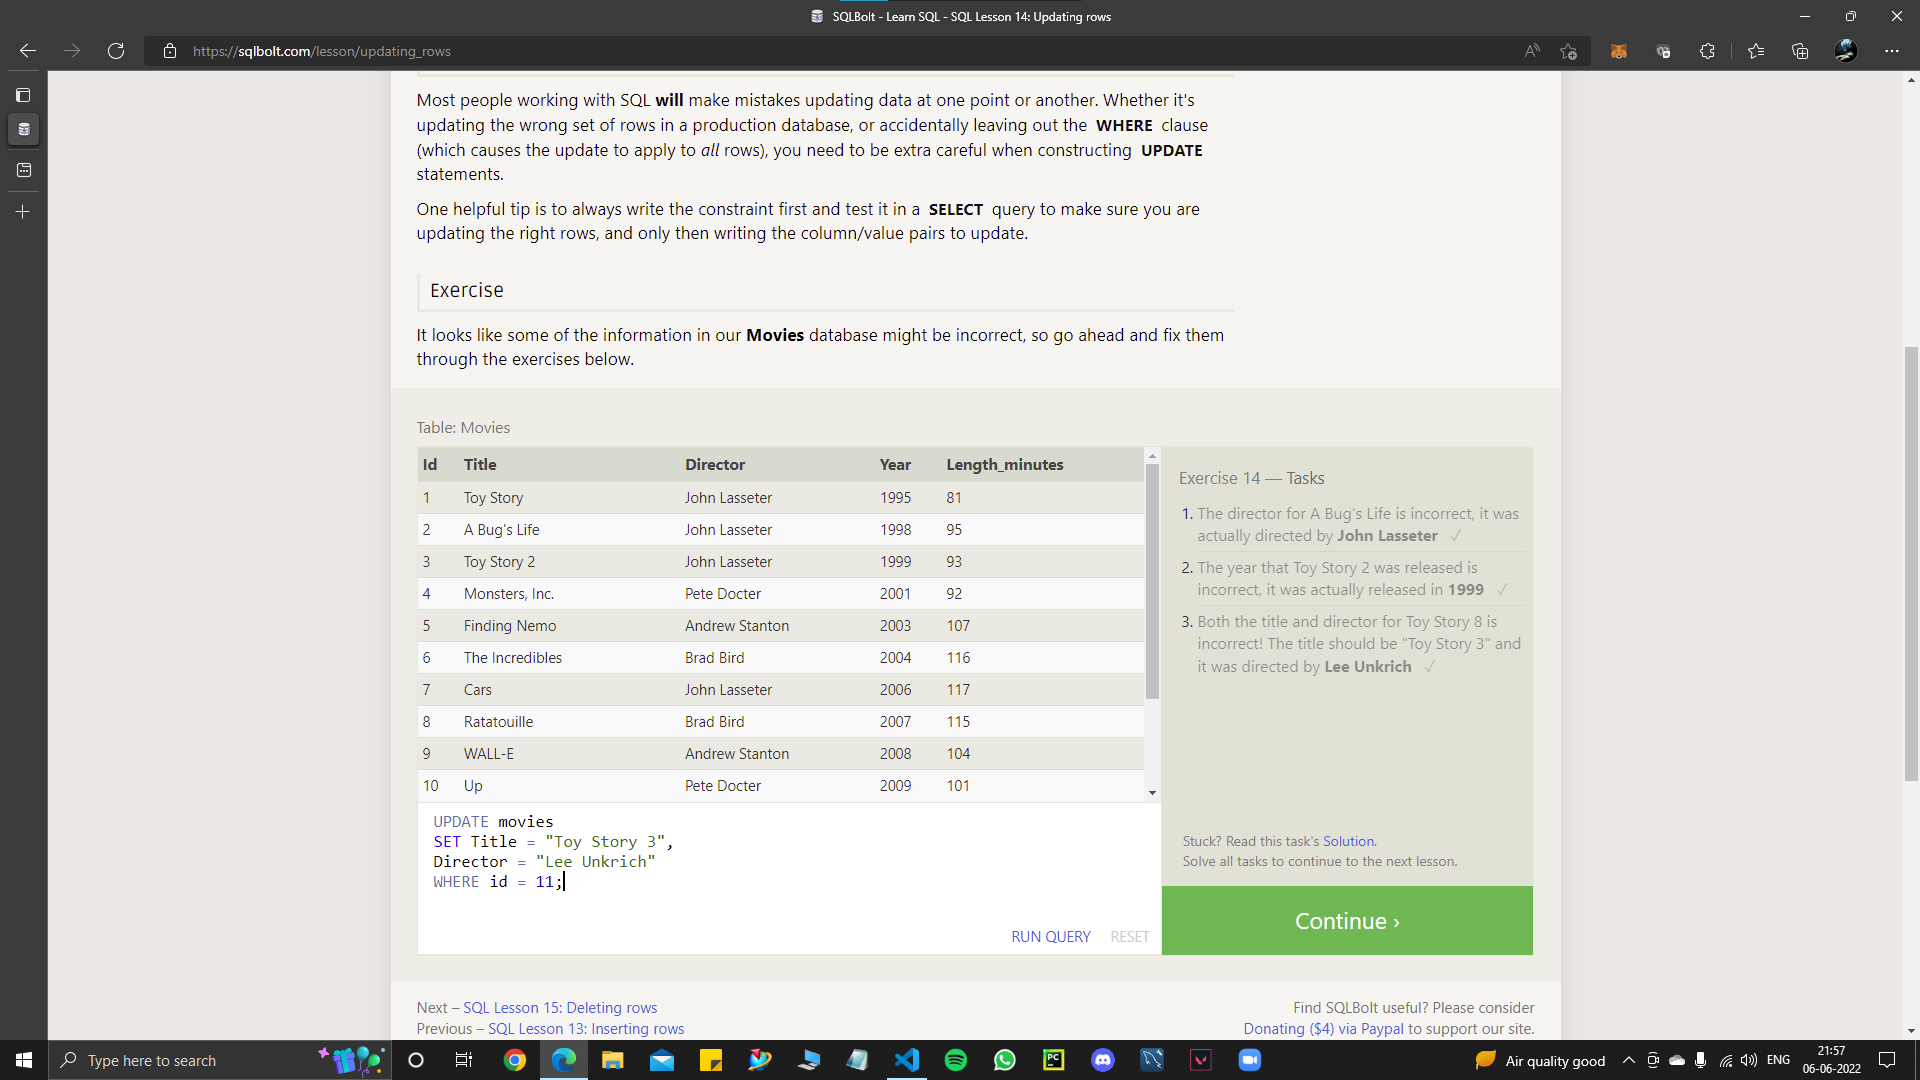 SQLBolt - Learn SQL - SQL Lesson 14: Updating rows
https://sqlbolt.com/lesson/updating_rows
Most people working with SQL will make mistakes updating data at one point or another. Whether it's
updating the wrong set of rows in a production database, or accidentally leaving out the WHERE clause
(which causes the update to apply to all rows), you need to be extra careful when constructing UPDATE
statements.
One helpful tip is to always write the constraint first and test it in a SELECT query to make sure you are
updating the right rows, and only then writing the column/value pairs to update.
Exercise
It looks like some of the information in our Movies database might be incorrect, so go ahead and fix them
through the exercises below.
Table: Movies
Id Title Director Year Length_minutes
1 Toy Story John Lasseter 1995 81
2 A Bug's Life John Lasseter 1998 95
3 Toy Story 2 John Lasseter 1999 93
4 Monsters, Inc. Pete Docter 2001 92
5 Finding Nemo Andrew Stanton 2003 107
6 The Incredibles Brad Bird 2004 116
7 Cars John Lasseter 2006 117
8 Ratatouille Brad Bird 2007 115
9 WALL-E Andrew Stanton 2008 104
10 Up Pete Docter 2009 101
UPDATE movies
SET Title = "Toy Story 3",
Director = "Lee Unkrich"
WHERE id = 11;
RUN QUERY RESET
Exercise 14 — Tasks
1. The director for A Bug's Life is incorrect, it was
actually directed by John Lasseter ✓
2. The year that Toy Story 2 was released is
incorrect, it was actually released in 1999 ✓
3. Both the title and director for Toy Story 8 is
incorrect! The title should be "Toy Story 3" and
it was directed by Lee Unkrich ✓
Stuck? Read this task's Solution.
Solve all tasks to continue to the next lesson.
Continue ›
Next – SQL Lesson 15: Deleting rows
Previous – SQL Lesson 13: Inserting rows
Find SQLBolt useful? Please consider
Donating ($4) via Paypal to support our site.
Type here to search
PC
Air quality good
ENG
21:57
06-06-2022